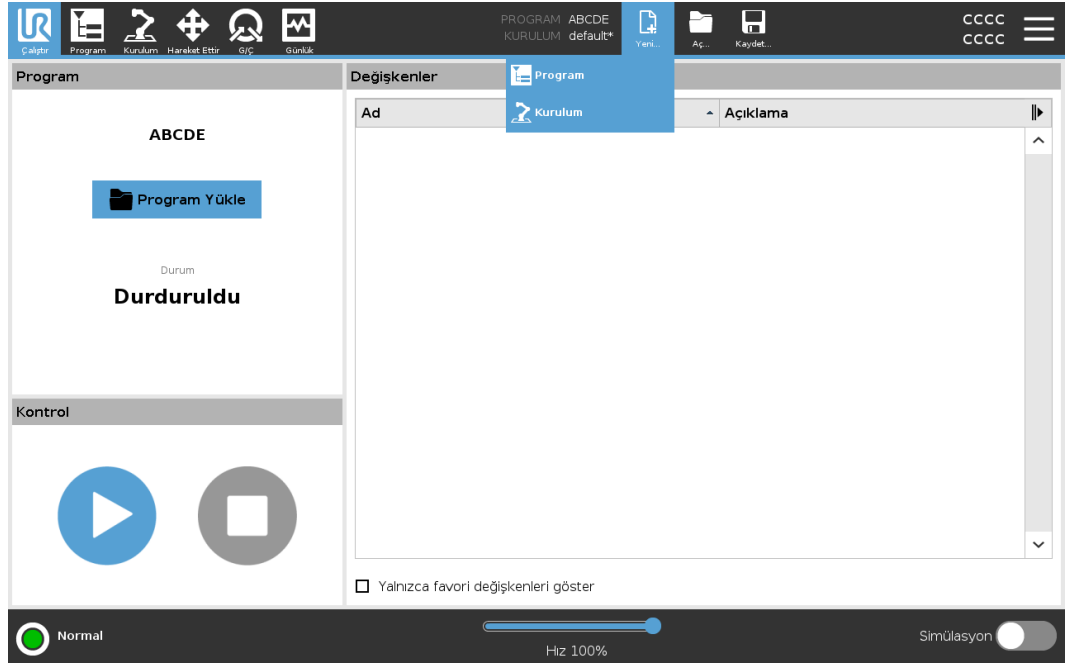 Çalıştır
Program
Kurulum
Hareket Ettir
G/Ç
Günlük
PROGRAM ABCDE
KURULUM default*
Yeni...
Aç...
Kaydet...
CCCC
CCCC
Program
Kurulum
Program
ABCDE
Program Yükle
Durum
Durduruldu
Değişkenler
Ad
Açıklama
Yalnızca favori değişkenleri göster
Kontrol
Normal
Hız 100%
Simülasyon